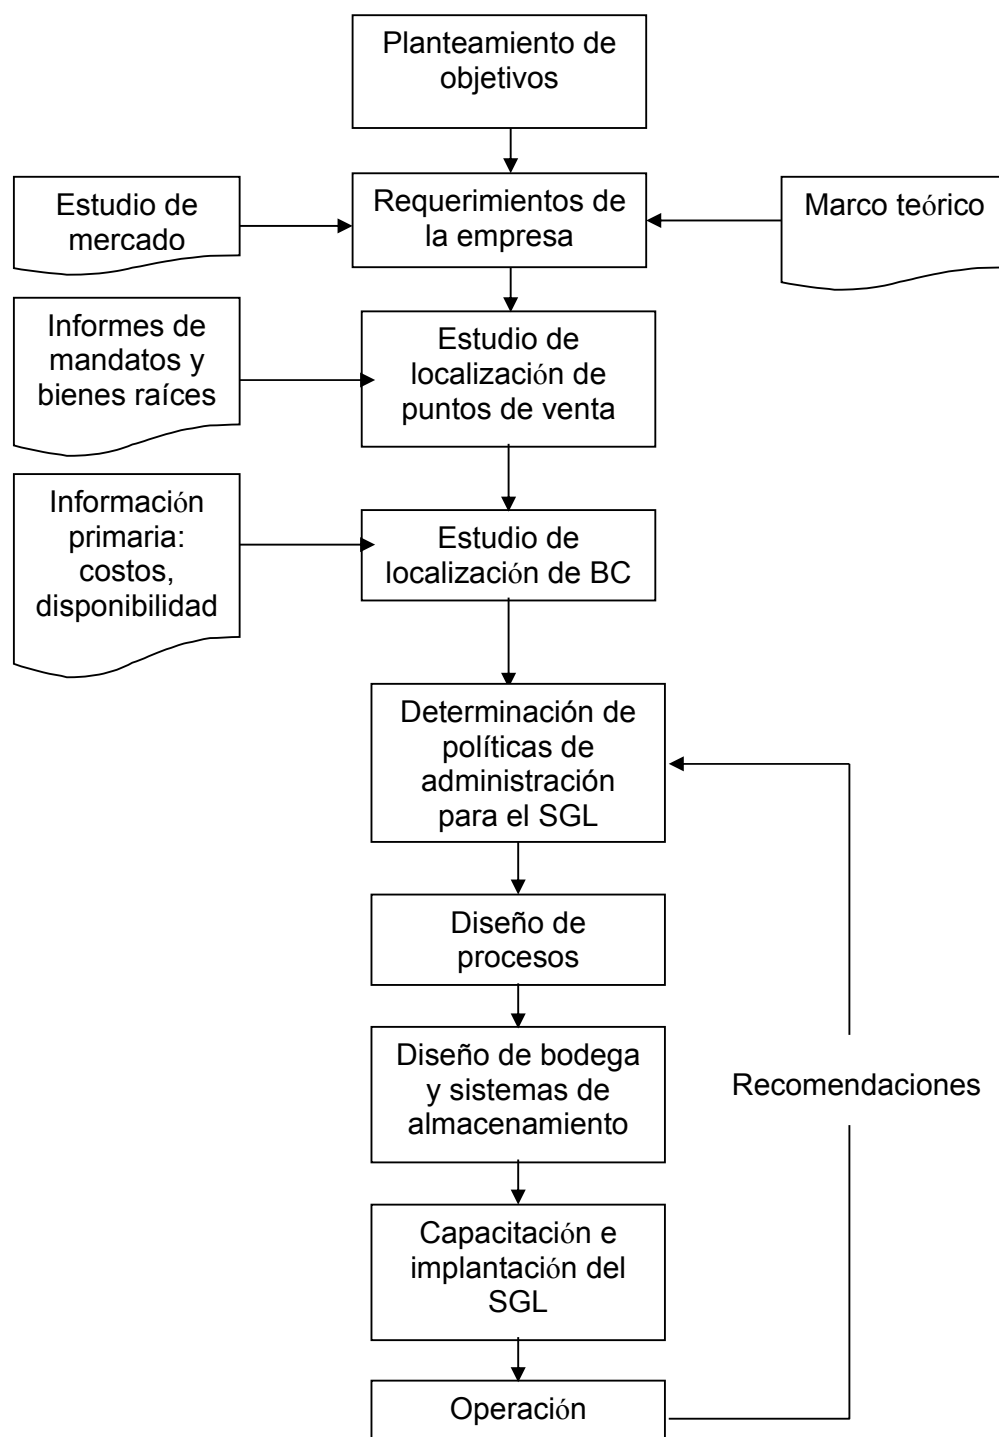 Planteamiento de
objetivos
Estudio de
mercado
Requerimientos de
la empresa
Marco teórico
Informes de
mandatos y
bienes raíces
Estudio de
localización de
puntos de venta
Información
primaria:
costos,
disponibilidad
Estudio de
localización de BC
Determinación de
políticas de
administración
para el SGL
Diseño de
procesos
Diseño de bodega
y sistemas de
almacenamiento
Recomendaciones
Capacitación e
implantación del
SGL
Operación